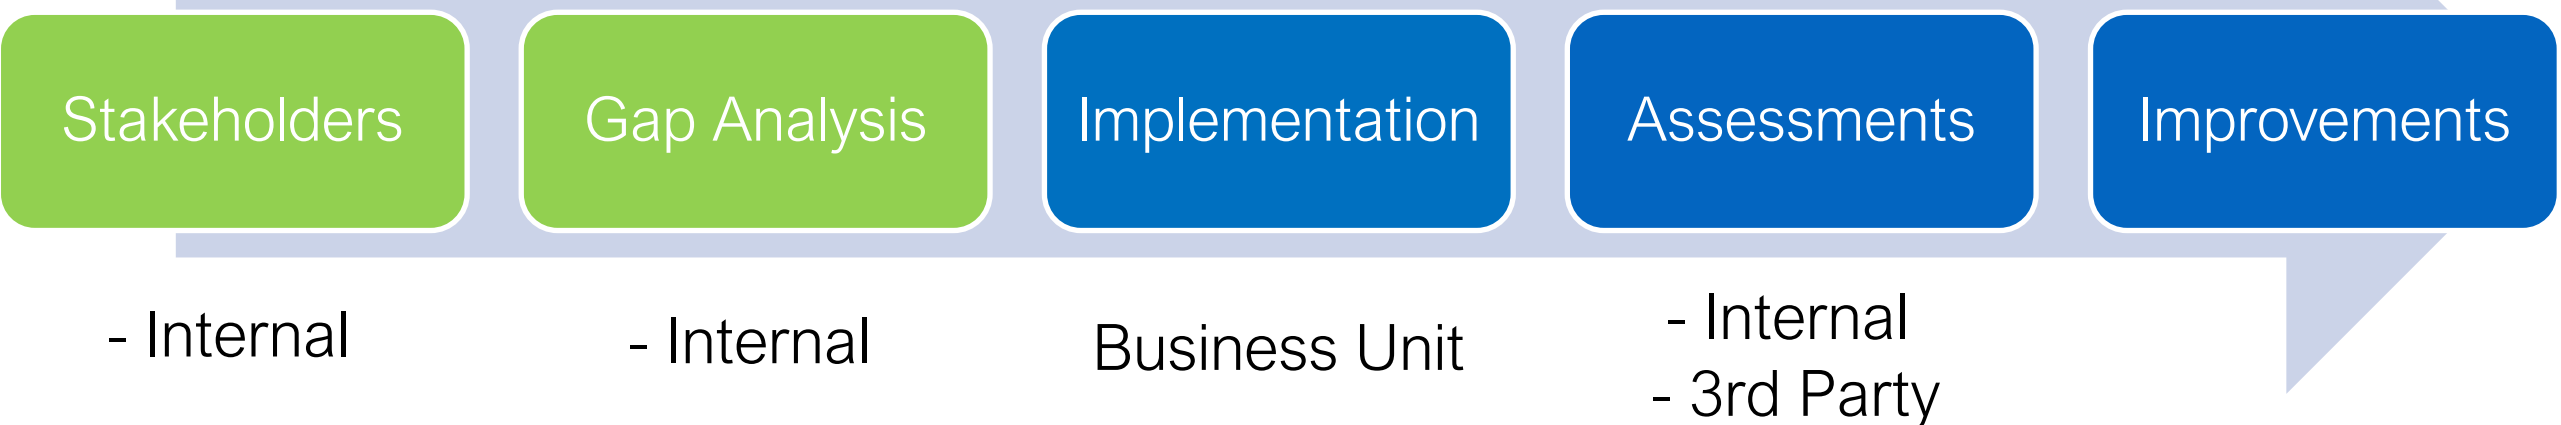 Stakeholders
Gap Analysis
Implementation
Assessments
Improvements
- Internal
- Internal
Business Unit
- Internal
- 3rd Party